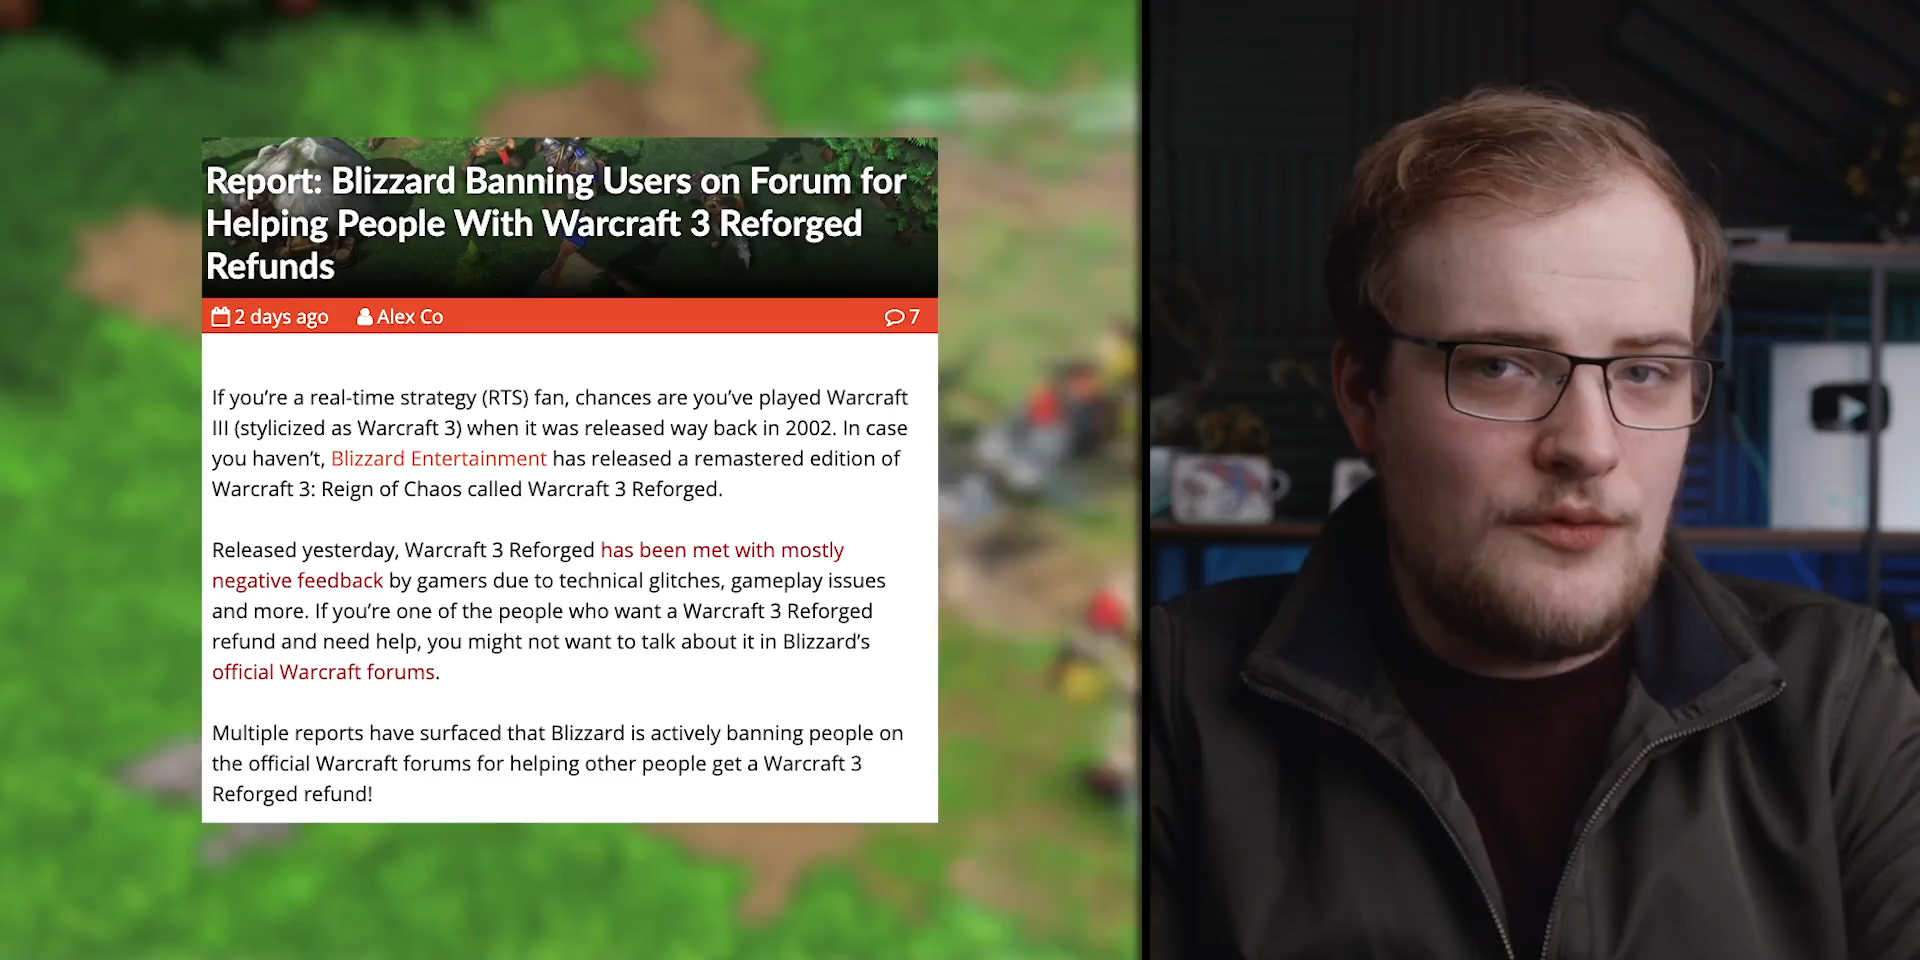 Report: Blizzard Banning Users on Forum for
Helping People With Warcraft 3 Reforged
Refunds
2 days ago Alex Co 7
If you’re a real-time strategy (RTS) fan, chances are you’ve played Warcraft
III (stylicized as Warcraft 3) when it was released way back in 2002. In case
you haven’t, Blizzard Entertainment has released a remastered edition of
Warcraft 3: Reign of Chaos called Warcraft 3 Reforged.
Released yesterday, Warcraft 3 Reforged has been met with mostly
negative feedback by gamers due to technical glitches, gameplay issues
and more. If you’re one of the people who want a Warcraft 3 Reforged
refund and need help, you might not want to talk about it in Blizzard’s
official Warcraft forums.
Multiple reports have surfaced that Blizzard is actively banning people on
the official Warcraft forums for helping other people get a Warcraft 3
Reforged refund!